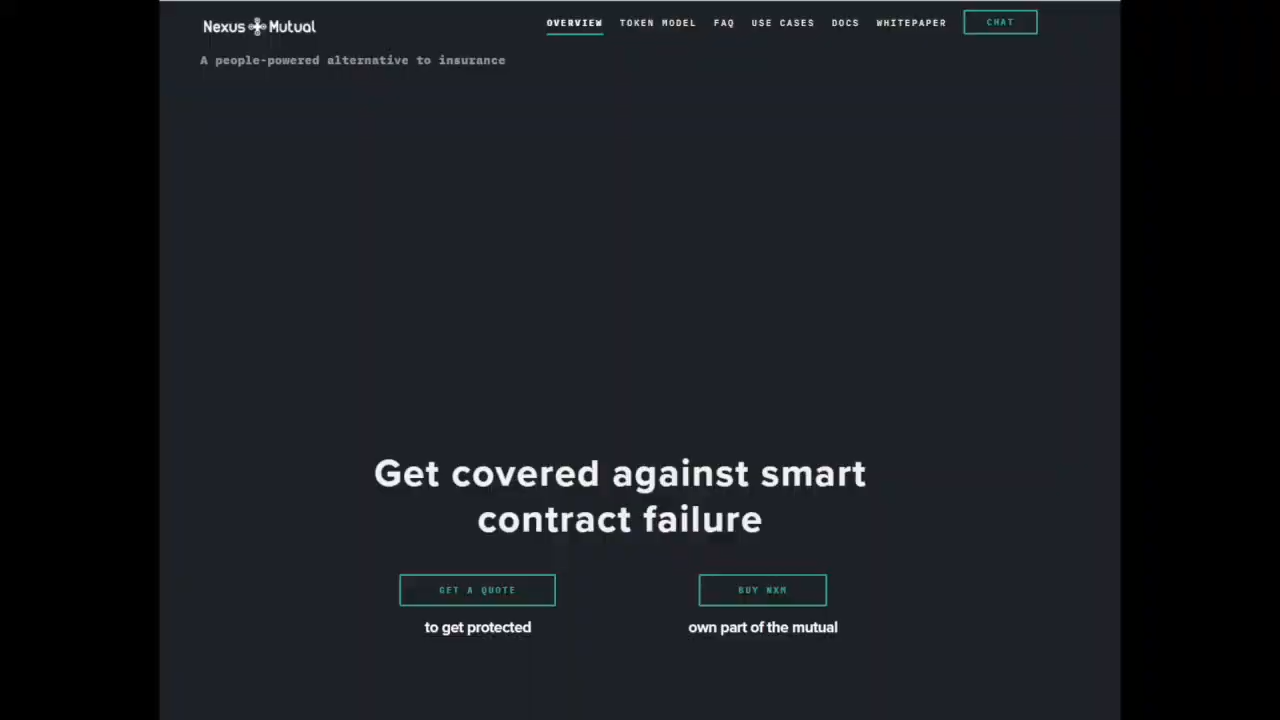 Nexus Mutual
OVERVIEW TOKEN MODEL FAQ USE CASES DOCS WHITEPAPER CHAT
A people-powered alternative to insurance
Get covered against smart
contract failure
GET A QUOTE BUY NXM
to get protected own part of the mutual